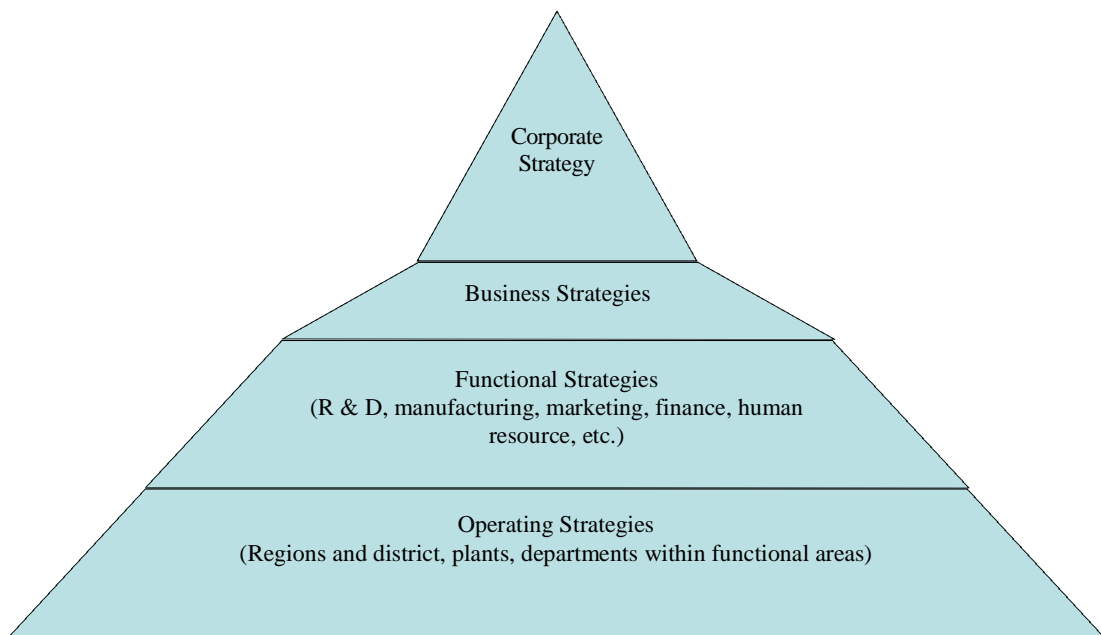 Corporate
Strategy
Business Strategies
Functional Strategies
(R & D, manufacturing, marketing, finance, human
resource, etc.)
Operating Strategies
(Regions and district, plants, departments within functional areas)